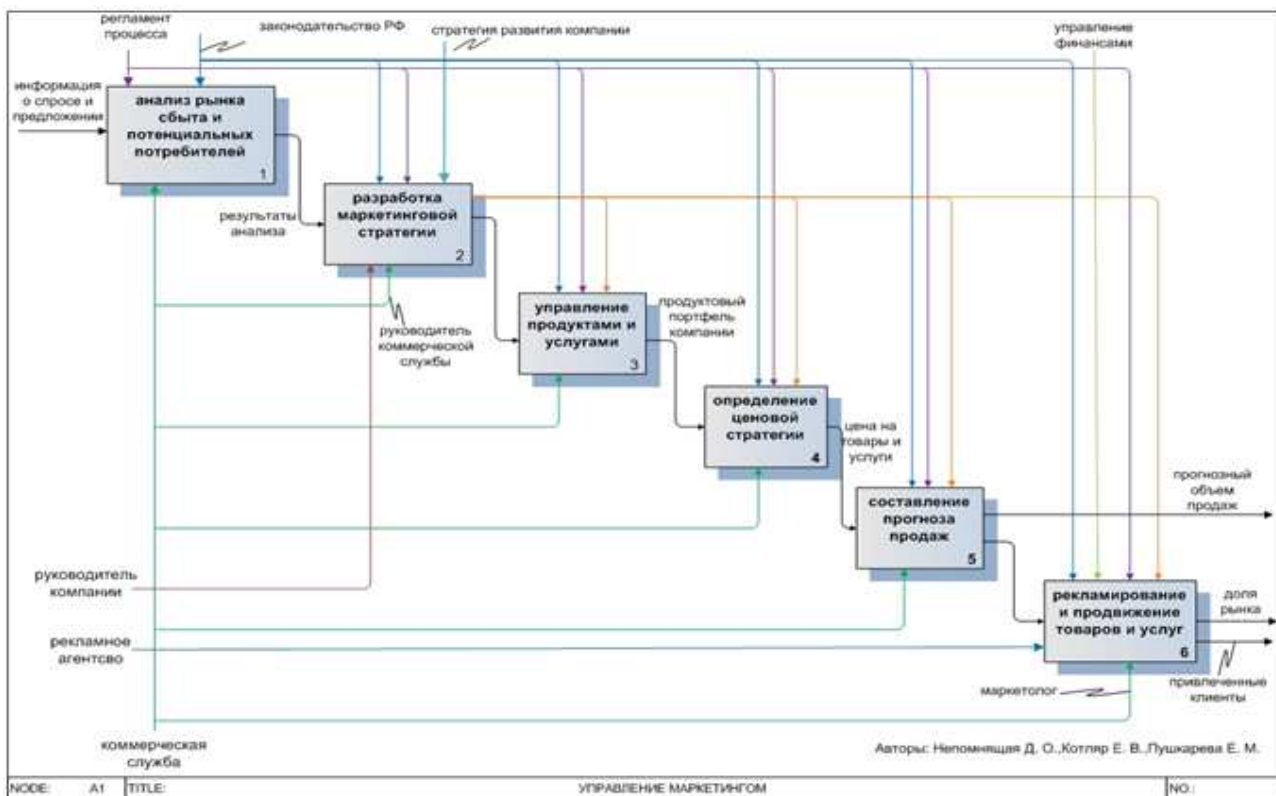 регламент
процесса
законодательство РФ
стратегия развития компании
управление
финансами
информация
о спросе и
предложении
анализ рынка
сбыта и
потенциальных
потребителей
1
результаты
анализа
разработка
маркетинговой
стратегии
2
руководитель
коммерческой
службы
управление
продуктами и
услугами
3
продуктовый
портфель
компании
определение
ценовой
стратегии
4
цена на
товары и
услуги
составление
прогноза
продаж
5
прогнозный
объем
продаж
руководитель
компании
рекламное
агентсво
рекламирование
и продвижение
товаров и услуг
6
доля
рынка
привлеченные
клиенты
маркетолог
коммерческая
служба
Авторы: Непомнящая Д. О.,Котляр Е. В.,Пушкарева Е. М.
NODE: A1 TITLE: УПРАВЛЕНИЕ МАРКЕТИНГОМ NO.: